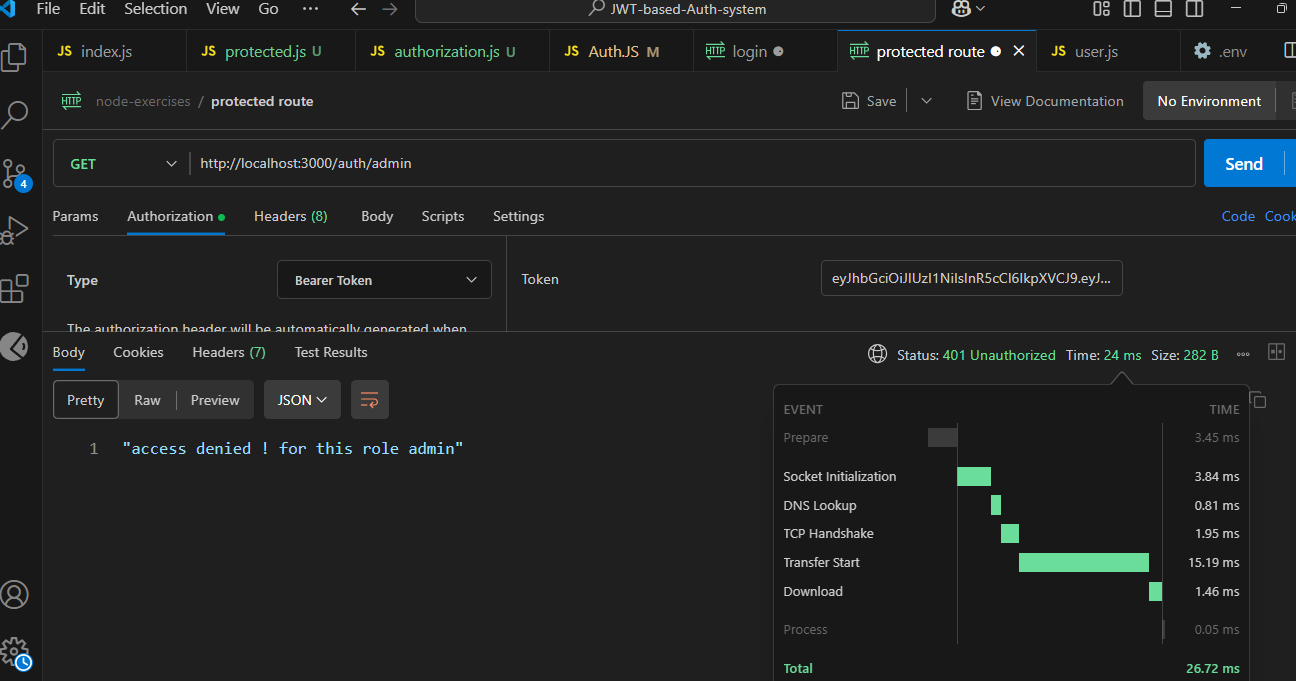 File Edit Selection View Go ··· JWT-based-Auth-system
JS index.js JS protected.js U JS authorization.js U JS Auth.JS M HTTP login HTTP protected route JS user.js .env
HTTP node-exercises / protected route Save View Documentation No Environment
GET http://localhost:3000/auth/admin Send
Params Authorization Headers (8) Body Scripts Settings Code Cook
4
Type Bearer Token Token
The authorization header will be automatically generated when
Body Cookies Headers (7) Test Results Status: 401 Unauthorized Time: 24 ms Size: 282 B
Pretty Raw Preview JSON
1 "access denied ! for this role admin"
EVENT TIME
Prepare 3.45 ms
Socket Initialization 3.84 ms
DNS Lookup 0.81 ms
TCP Handshake 1.95 ms
Transfer Start 15.19 ms
Download 1.46 ms
Process 0.05 ms
Total 26.72 ms